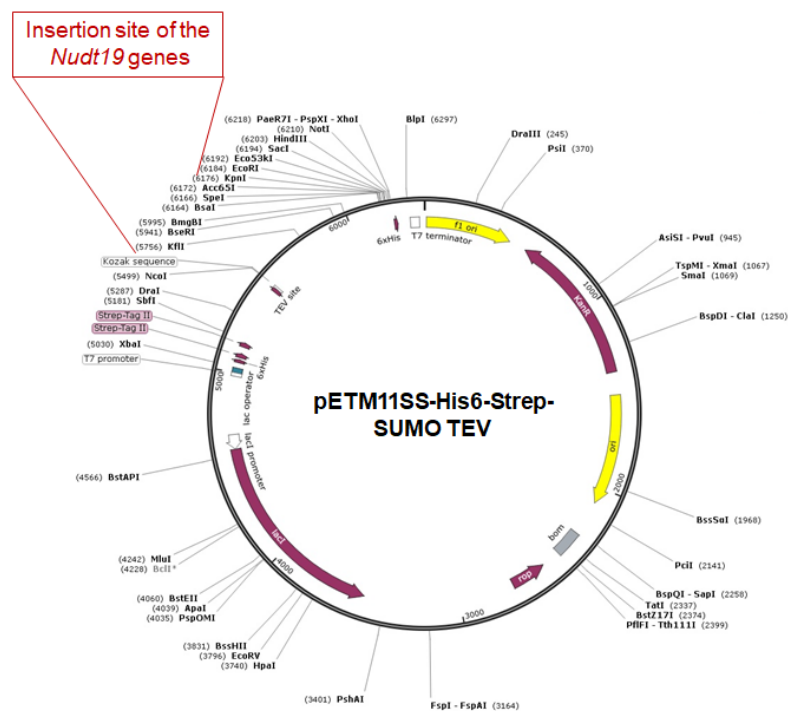 Insertion site of the
Nudt19 genes
(6218) PaeR7I - PspXI - XhoI
(6210) NotI
(6203) HindIII
(6194) SacI
(6192) Eco53kI
(6184) EcoRI
(6176) KpnI
(6172) Acc65I
(6166) SpeI
(6164) BsaI
(5995) BmgBI
(5941) BseRI
(5756) KflI
Kozak sequence
(5499) NcoI
(5287) DraI
(5181) SbfI
Strep-Tag II
Strep-Tag II
(5030) XbaI
T7 promoter
(4566) BstAPI
(4242) MluI
(4228) BclI*
(4060) BstEII
(4039) ApaI
(4035) PspOMI
(3831) BssHII
(3796) EcoRV
(3740) HpaI
(3401) PshAI
FspI - FspAI (3164)
BlpI (6297)
DraIII (245)
PsiI (370)
AsiSI - PvuI (945)
TspMI - XmaI (1067)
SmaI (1069)
BspDI - ClaI (1250)
BssSαI (1968)
PciI (2141)
BspQI - SapI (2258)
TatI (2337)
BstZ17I (2374)
PflFI - Tth111I (2399)
6xHis
T7 terminator
f1 ori
KanR
ori
bom
rop
lacI
lacI promoter
lac operator
6xHis
TEV site
1000
2000
3000
4000
5000
6000
pETM11SS-His6-Strep-
SUMO TEV